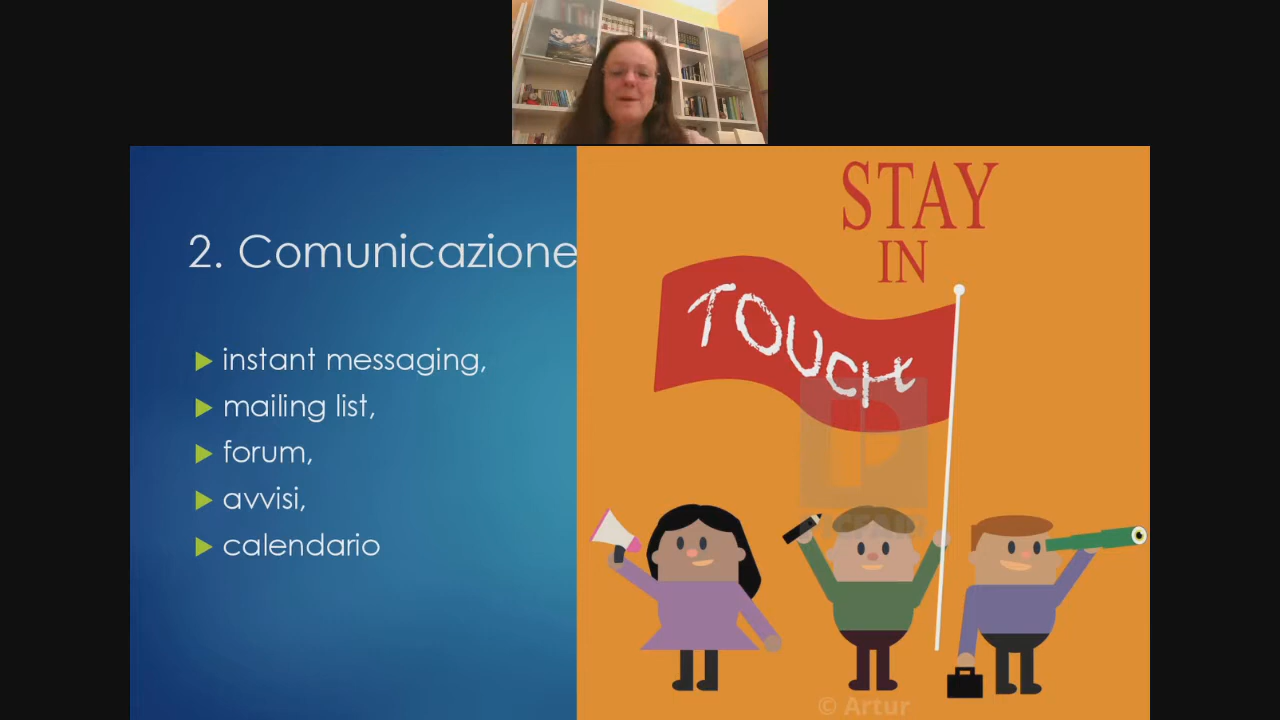 2. Comunicazione
instant messaging,
mailing list,
forum,
avvisi,
calendario
STAY
IN
TOUCH
© Artur